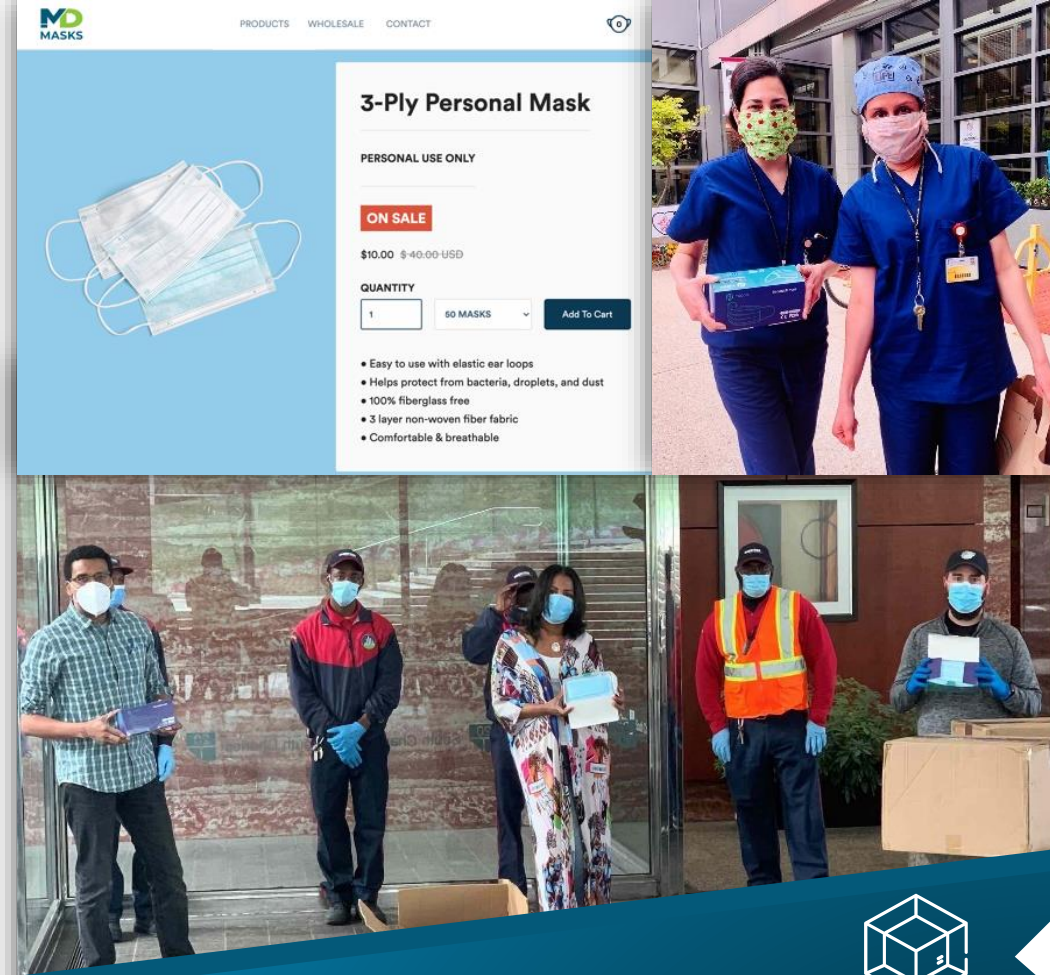 MD
MASKS
PRODUCTS WHOLESALE CONTACT
0
3-Ply Personal Mask
PERSONAL USE ONLY
ON SALE
$10.00 $ 40.00 USD
QUANTITY
1 50 MASKS Add To Cart
• Easy to use with elastic ear loops
• Helps protect from bacteria, droplets, and dust
• 100% fiberglass free
• 3 layer non-woven fiber fabric
• Comfortable & breathable